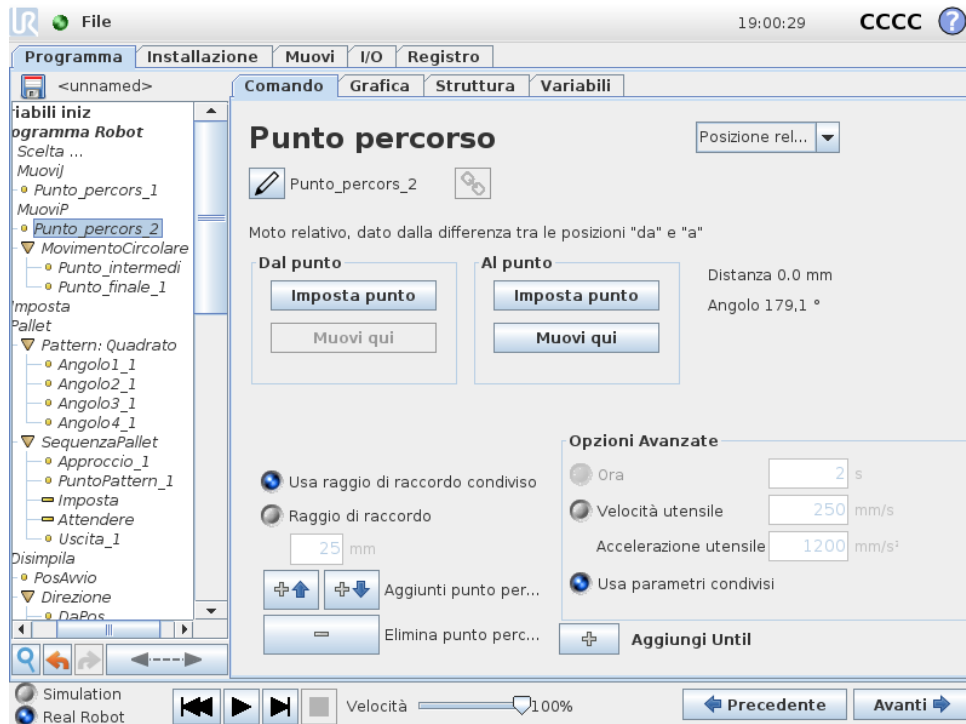 UR File 19:00:29 CCCC ?
Programma Installazione Muovi I/O Registro
<unnamed>
Comando Grafica Struttura Variabili
iabili iniz
ogramma Robot
Scelta ...
MuoviJ
Punto_percors_1
MuoviP
Punto_percors_2
MovimentoCircolare
Punto_intermedi
Punto_finale_1
Imposta
Pallet
Pattern: Quadrato
Angolo1_1
Angolo2_1
Angolo3_1
Angolo4_1
SequenzaPallet
Approccio_1
PuntoPattern_1
Imposta
Attendere
Uscita_1
Disimpila
PosAvvio
Direzione
DaPos
Punto percorso
Posizione rel...
Punto_percors_2
Moto relativo, dato dalla differenza tra le posizioni "da" e "a"
Dal punto
Imposta punto
Muovi qui
Al punto
Imposta punto
Muovi qui
Distanza 0.0 mm
Angolo 179,1 °
Usa raggio di raccordo condiviso
Raggio di raccordo
25 mm
Aggiunti punto per...
Elimina punto perc...
Opzioni Avanzate
Ora 2 s
Velocità utensile 250 mm/s
Accelerazione utensile 1200 mm/s²
Usa parametri condivisi
Aggiungi Until
Simulation
Real Robot
Velocità 100%
Precedente Avanti